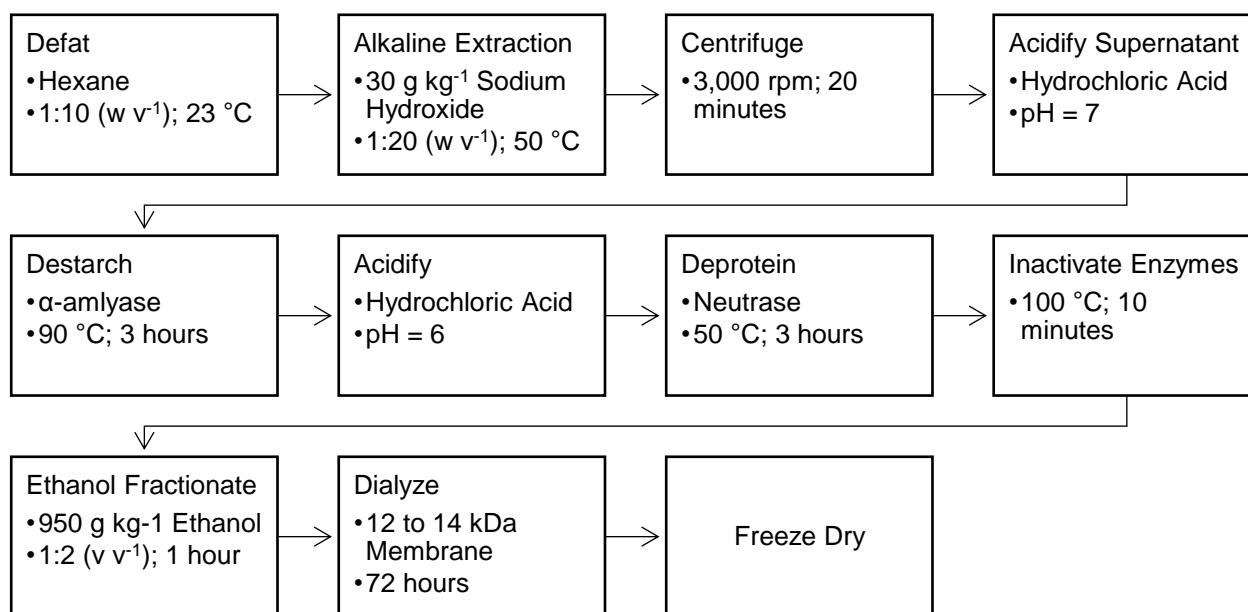 Defat
•Hexane
•1:10 (w v⁻¹); 23 °C
Alkaline Extraction
•30 g kg⁻¹ Sodium
Hydroxide
•1:20 (w v⁻¹); 50 °C
Centrifuge
•3,000 rpm; 20
minutes
Acidify Supernatant
•Hydrochloric Acid
•pH = 7
Destarch
•α-amlyase
•90 °C; 3 hours
Acidify
•Hydrochloric Acid
•pH = 6
Deprotein
•Neutrase
•50 °C; 3 hours
Inactivate Enzymes
•100 °C; 10
minutes
Ethanol Fractionate
•950 g kg-1 Ethanol
•1:2 (v v⁻¹); 1 hour
Dialyze
•12 to 14 kDa
Membrane
•72 hours
Freeze Dry